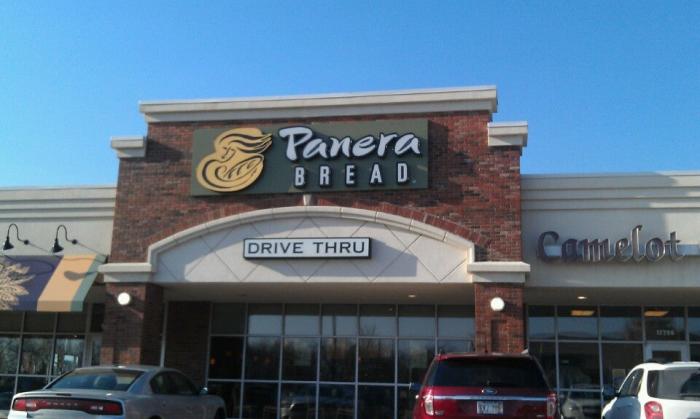 Panera
BREAD
DRIVE THRU
Camelot